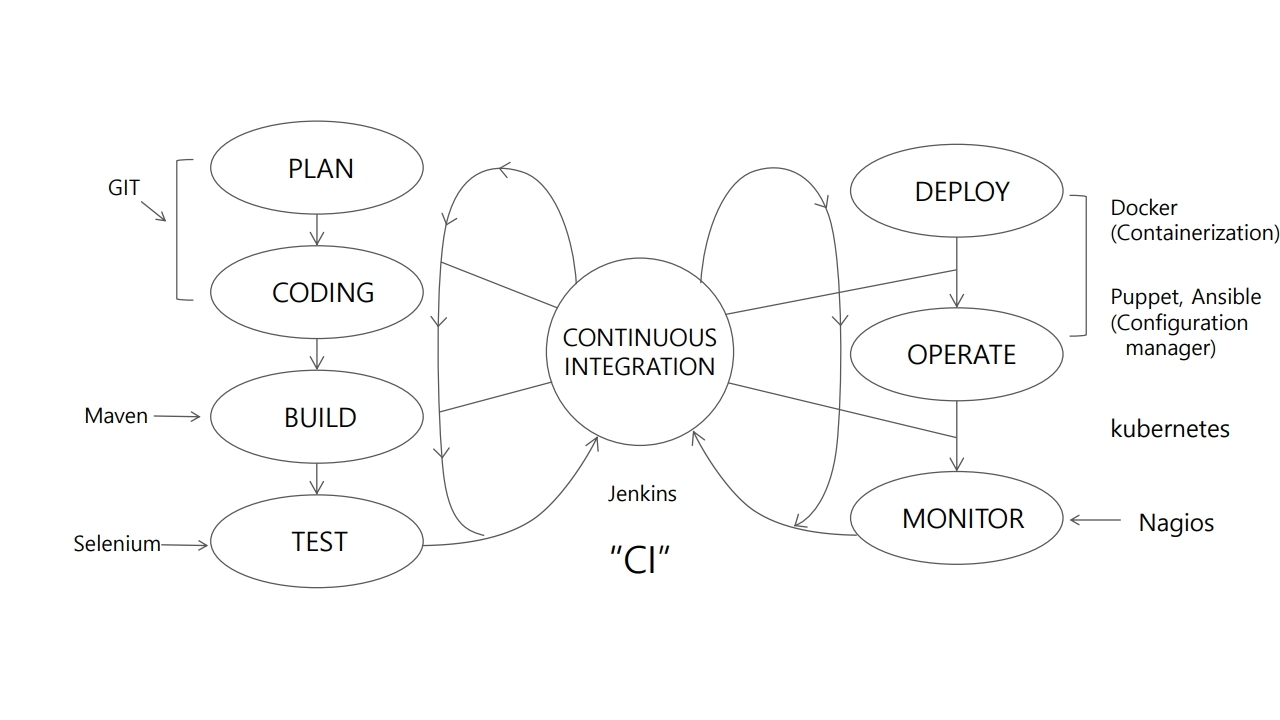 PLAN
GIT
CODING
BUILD
Maven
TEST
Selenium
CONTINUOUS
INTEGRATION
Jenkins
"CI"
DEPLOY
Docker
(Containerization)
OPERATE
Puppet, Ansible
(Configuration
manager)
kubernetes
MONITOR
Nagios